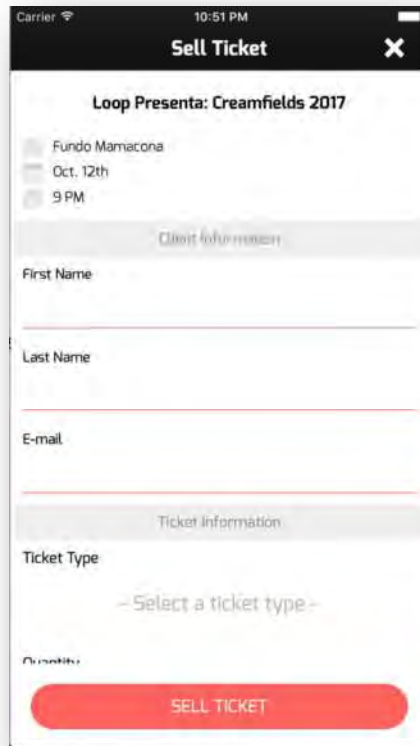 Carrier
10:51 PM
Sell Ticket
Loop Presenta: Creamfields 2017
Fundo Mamacona
Oct. 12th
9 PM
Client Information
First Name
Last Name
E-mail
Ticket Information
Ticket Type
- Select a ticket type -
Quantity
SELL TICKET